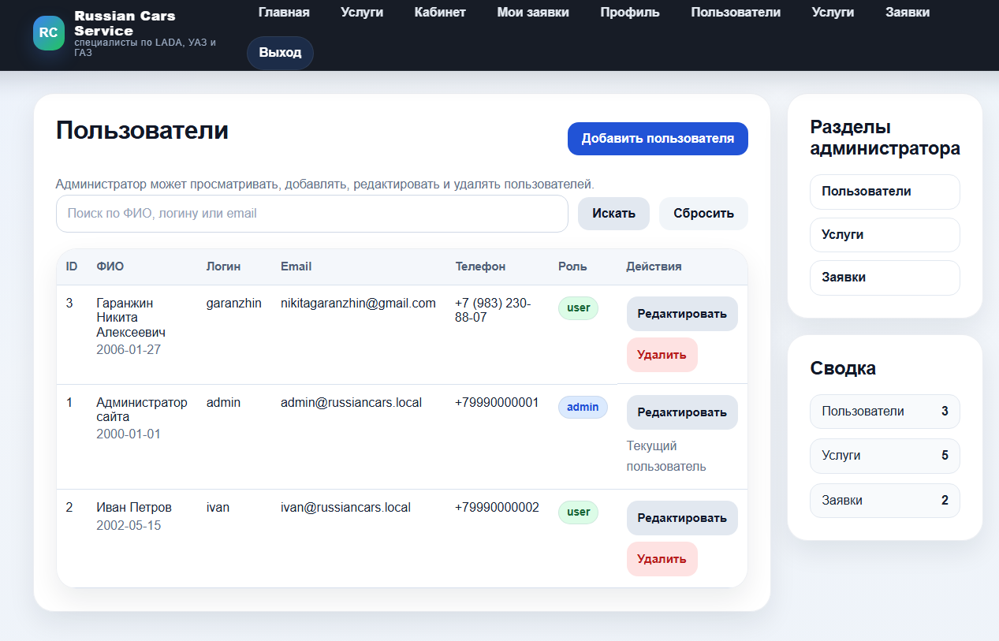 RC
Russian Cars
Service
специалисты по LADA, УАЗ и
ГАЗ
Главная Услуги Кабинет Мои заявки Профиль Пользователи Услуги Заявки
Выход
Пользователи
Добавить пользователя
Администратор может просматривать, добавлять, редактировать и удалять пользователей.
Поиск по ФИО, логину или email Искать Сбросить
ID ФИО Логин Email Телефон Роль Действия
3 Гаранжин garanzhin nikitagaranzhin@gmail.com +7 (983) 230- user Редактировать
Никита 88-07
Алексеевич
2006-01-27 Удалить
1 Администратор admin admin@russiancars.local +79990000001 admin Редактировать
сайта
2000-01-01
Текущий
пользователь
2 Иван Петров ivan ivan@russiancars.local +79990000002 user Редактировать
2002-05-15
Удалить
Разделы
администратора
Пользователи
Услуги
Заявки
Сводка
Пользователи 3
Услуги 5
Заявки 2